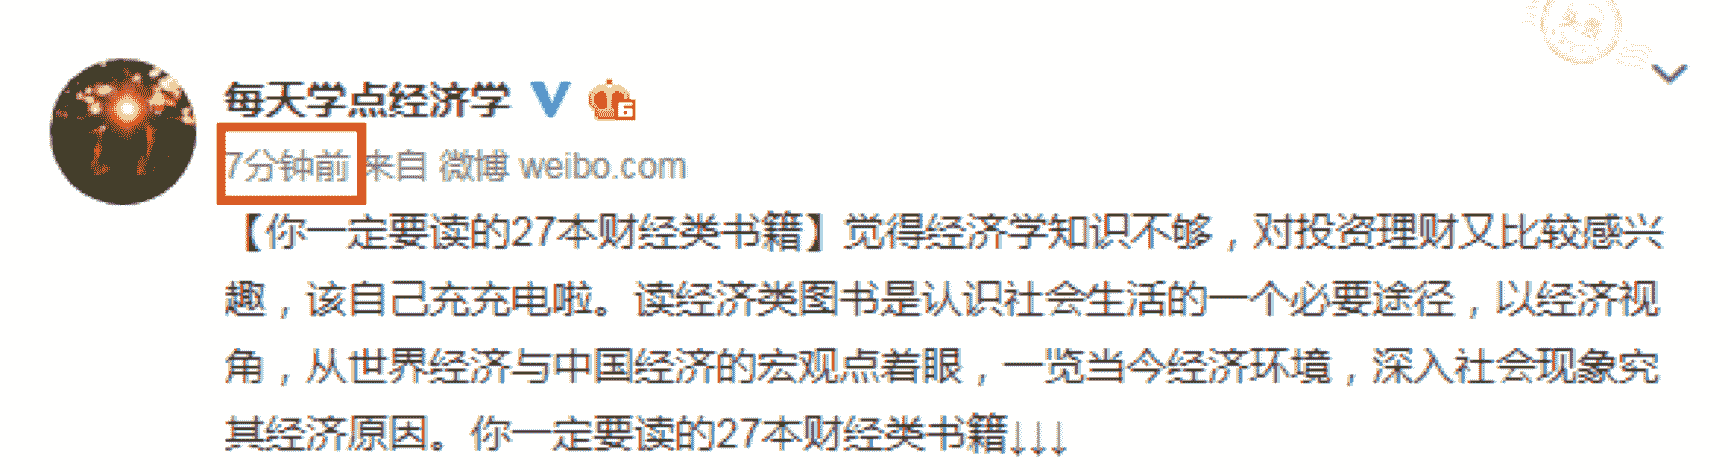 每天学点经济学
7分钟前 来自 微博 weibo.com
【你一定要读的27本财经类书籍】觉得经济学知识不够，对投资理财又比较感兴
趣，该自己充充电啦。读经济类图书是认识社会生活的一个必要途径，以经济视
角，从世界经济与中国经济的宏观点着眼，一览当今经济环境，深入社会现象究
其经济原因。你一定要读的27本财经类书籍↓↓↓